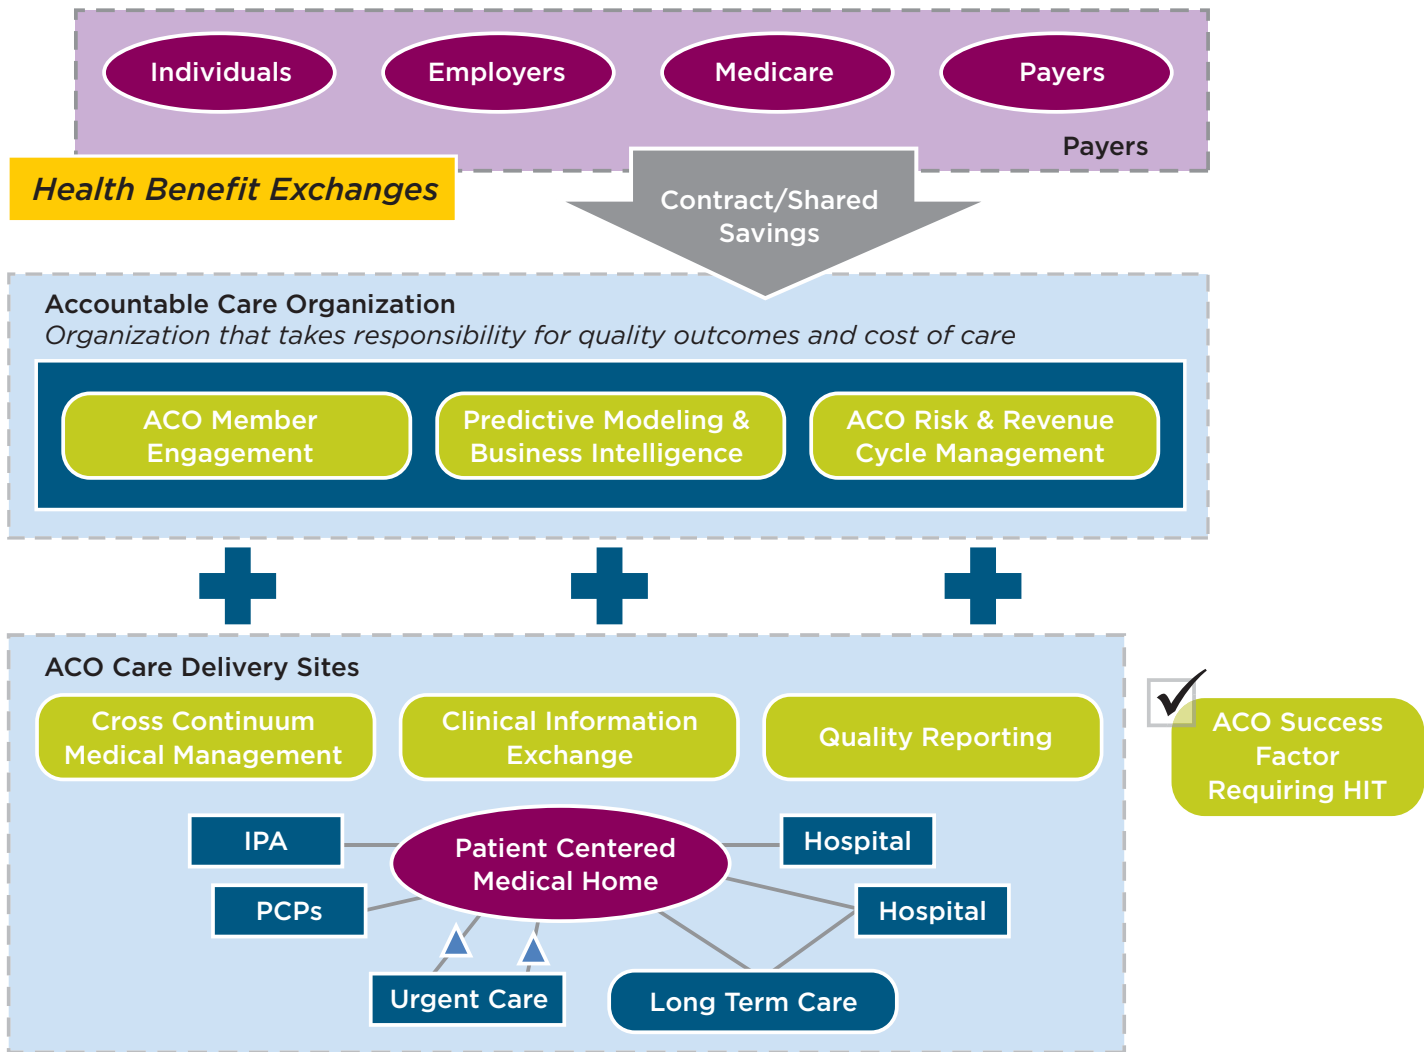 Individuals
Employers
Medicare
Payers
Payers
Health Benefit Exchanges
Contract/Shared
Savings
Accountable Care Organization
Organization that takes responsibility for quality outcomes and cost of care
ACO Member
Engagement
Predictive Modeling &
Business Intelligence
ACO Risk & Revenue
Cycle Management
ACO Care Delivery Sites
Cross Continuum
Medical Management
Clinical Information
Exchange
Quality Reporting
ACO Success
Factor
Requiring HIT
IPA
Patient Centered
Medical Home
Hospital
PCPs
Hospital
Urgent Care
Long Term Care